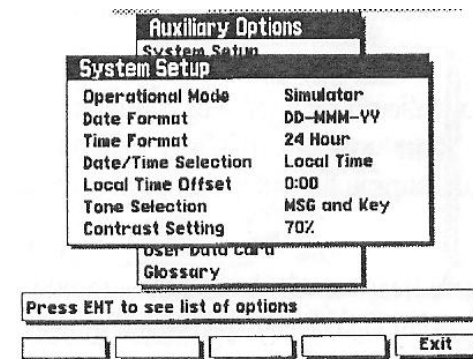 Auxiliary Options
System Setup
System Setup
Operational Mode Simulator
Date Format DD-MMM-YY
Time Format 24 Hour
Date/Time Selection Local Time
Local Time Offset 0:00
Tone Selection MSG and Key
Contrast Setting 70%
User Data Card
Glossary
Press ENT to see list of options
Exit